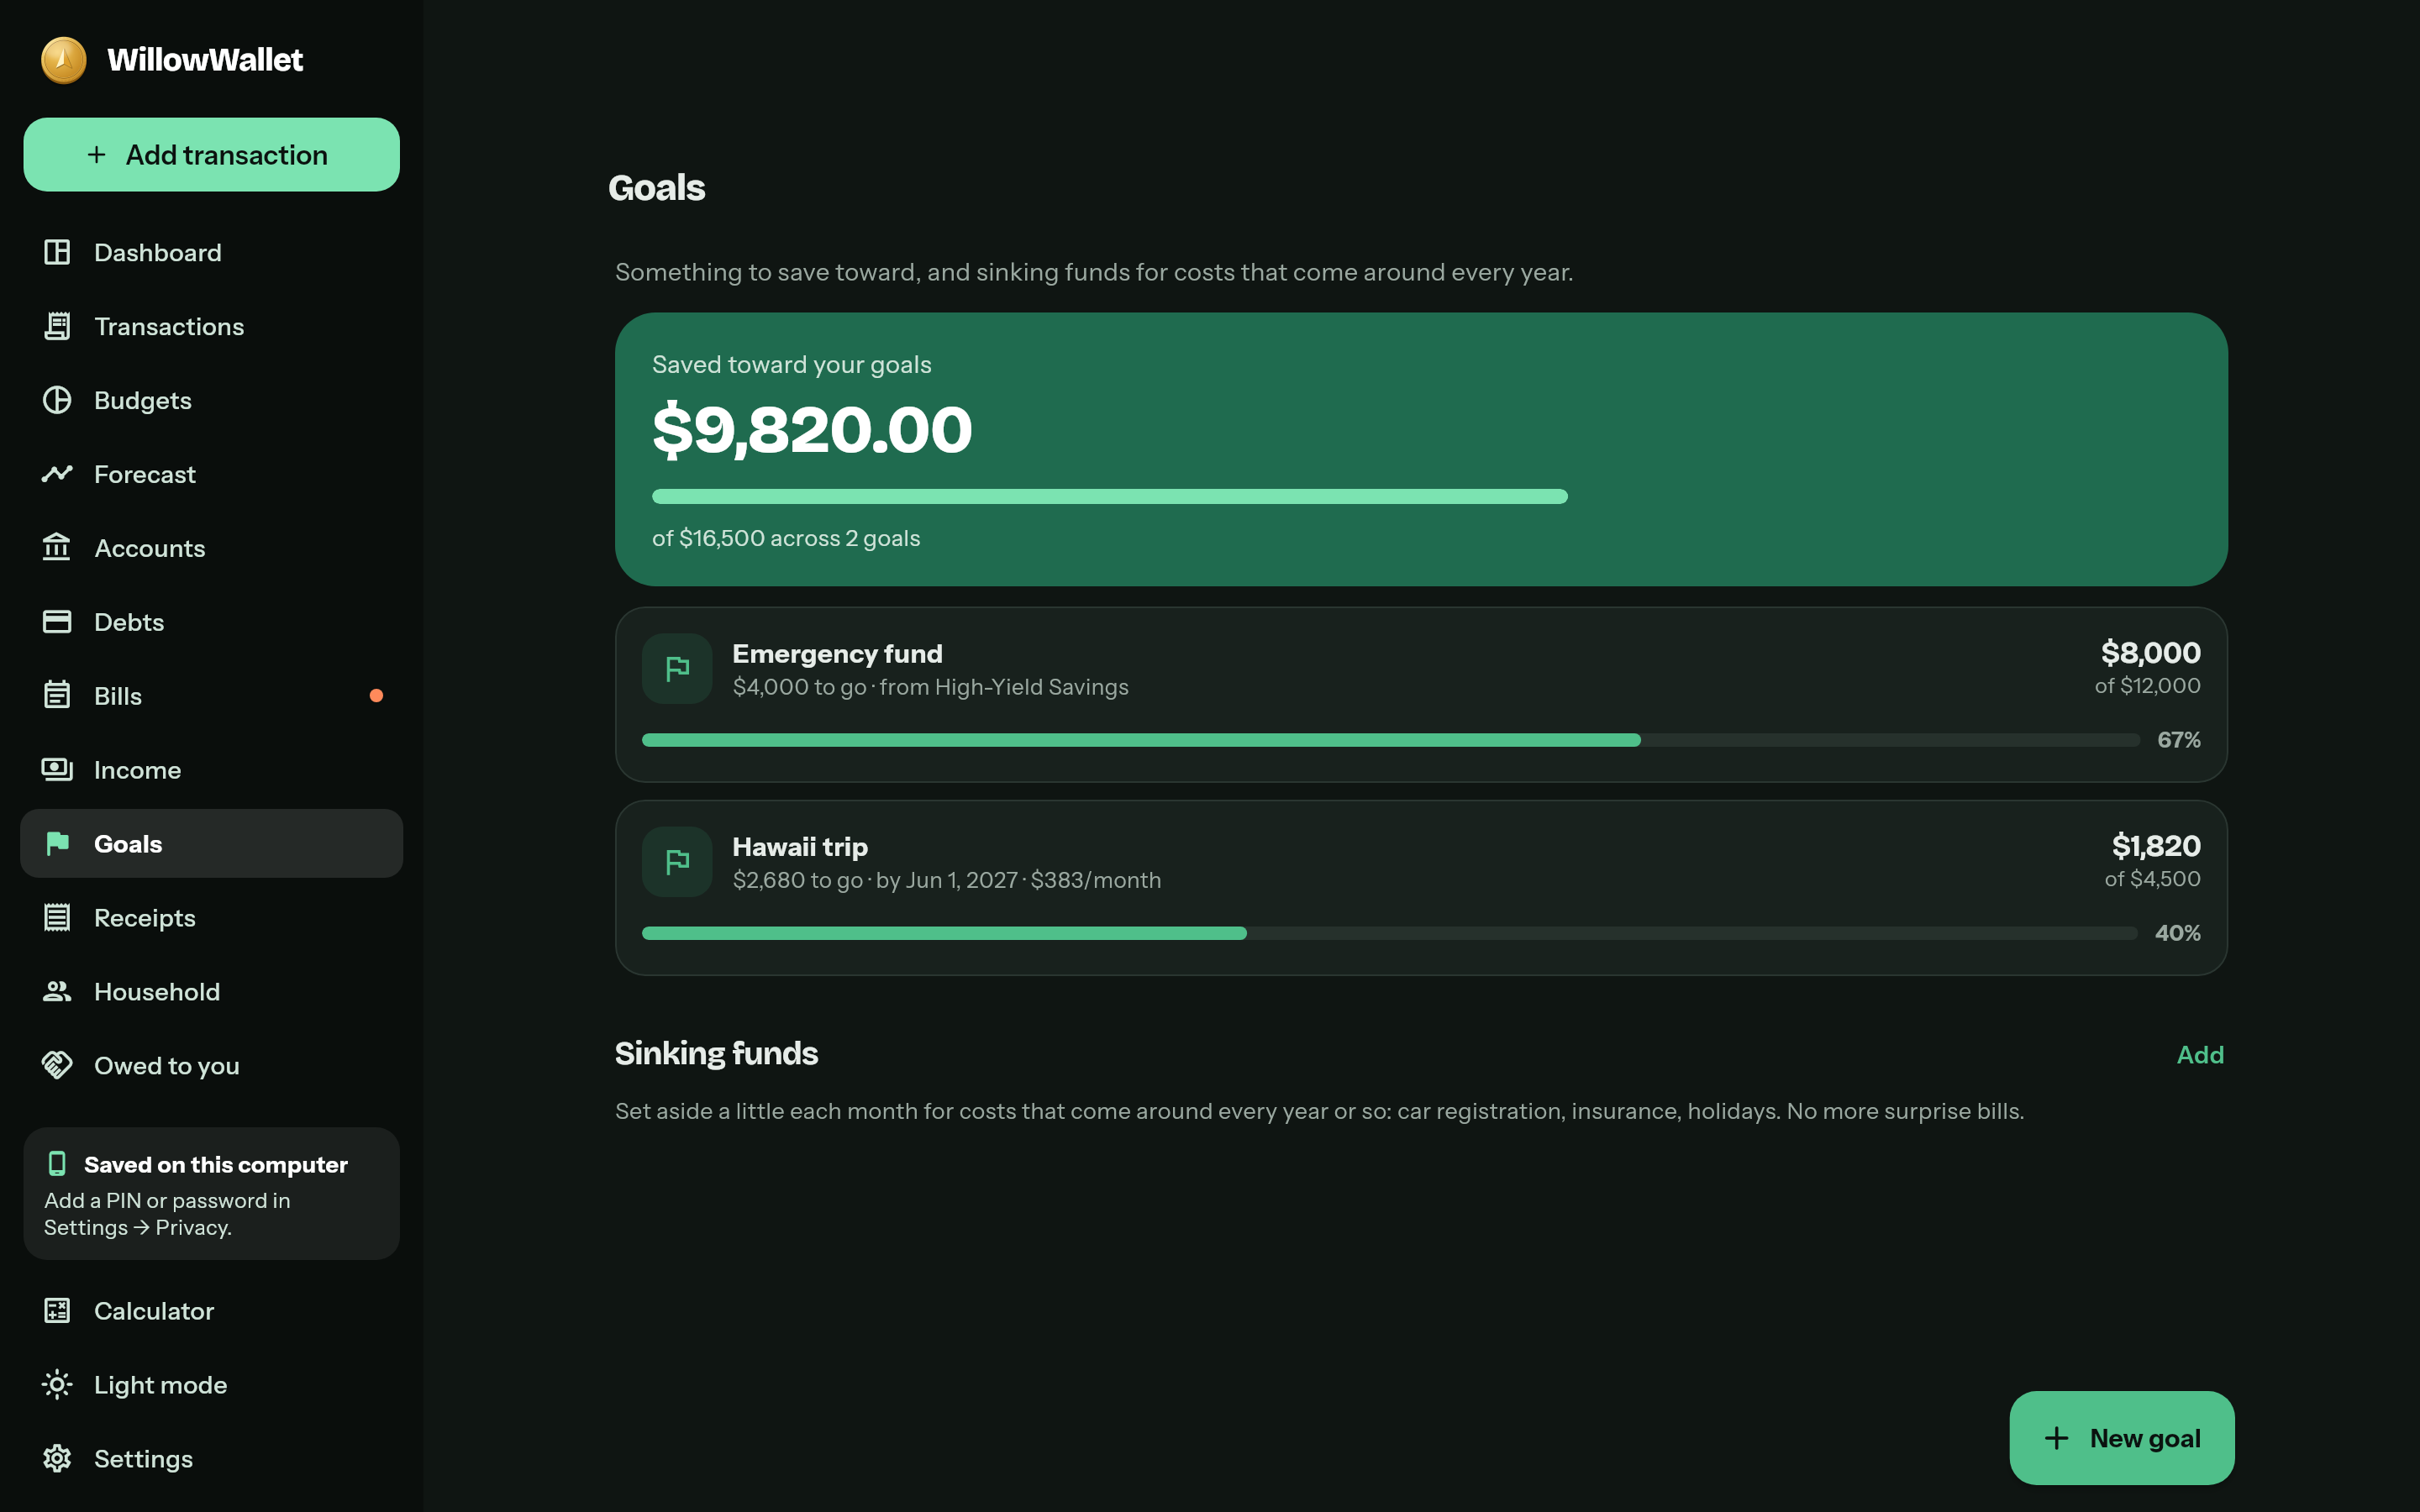 WillowWallet
Add transaction
Dashboard
Transactions
Budgets
Forecast
Accounts
Debts
Bills
Income
Goals
Receipts
Household
Owed to you
Saved on this computer
Add a PIN or password in
Settings → Privacy.
Calculator
Light mode
Settings
Goals
Something to save toward, and sinking funds for costs that come around every year.
Saved toward your goals
$9,820.00
of $16,500 across 2 goals
Emergency fund
$4,000 to go · from High-Yield Savings
$8,000
of $12,000
67%
Hawaii trip
$2,680 to go · by Jun 1, 2027 · $383/month
$1,820
of $4,500
40%
Sinking funds
Add
Set aside a little each month for costs that come around every year or so: car registration, insurance, holidays. No more surprise bills.
New goal